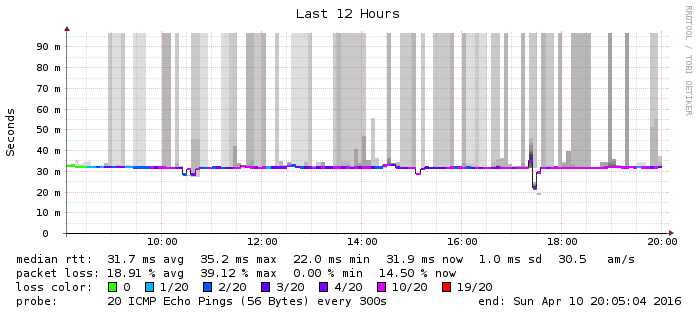 Last 12 Hours
RRDTOOL / TOBI OETIKER
Seconds
90 m
80 m
70 m
60 m
50 m
40 m
30 m
20 m
10 m
0
10:00 12:00 14:00 16:00 18:00 20:00
median rtt: 31.7 ms avg 35.2 ms max 22.0 ms min 31.9 ms now 1.0 ms sd 30.5 am/s
packet loss: 18.91 % avg 39.12 % max 0.00 % min 14.50 % now
loss color: 0 1/20 2/20 3/20 4/20 10/20 19/20
probe: 20 ICMP Echo Pings (56 Bytes) every 300s end: Sun Apr 10 20:05:04 2016